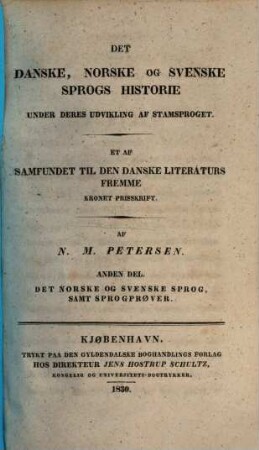 DET
DANSKE, NORSKE OG SVENSKE
SPROGS HISTORIE
UNDER DERES UDVIKLING AF STAMSPROGET.
ET AF
SAMFUNDET TIL DEN DANSKE LITERATURS
FREMME
KRONET PRISSKRIFT.
AF
N. M. PETERSEN.
ANDEN DEL.
DET NORSKE OG SVENSKE SPROG,
SAMT SPROGPRØVER.
KJØBENHAVN.
TRYKT PAA DEN GYLDENDALSKE BOGHANDLINGS FORLAG
HOS DIREKTEUR JENS HOSTRUP SCHULTZ,
KONGELIG OG UNIVERSITETS-BOGTRYKKER.
1830.